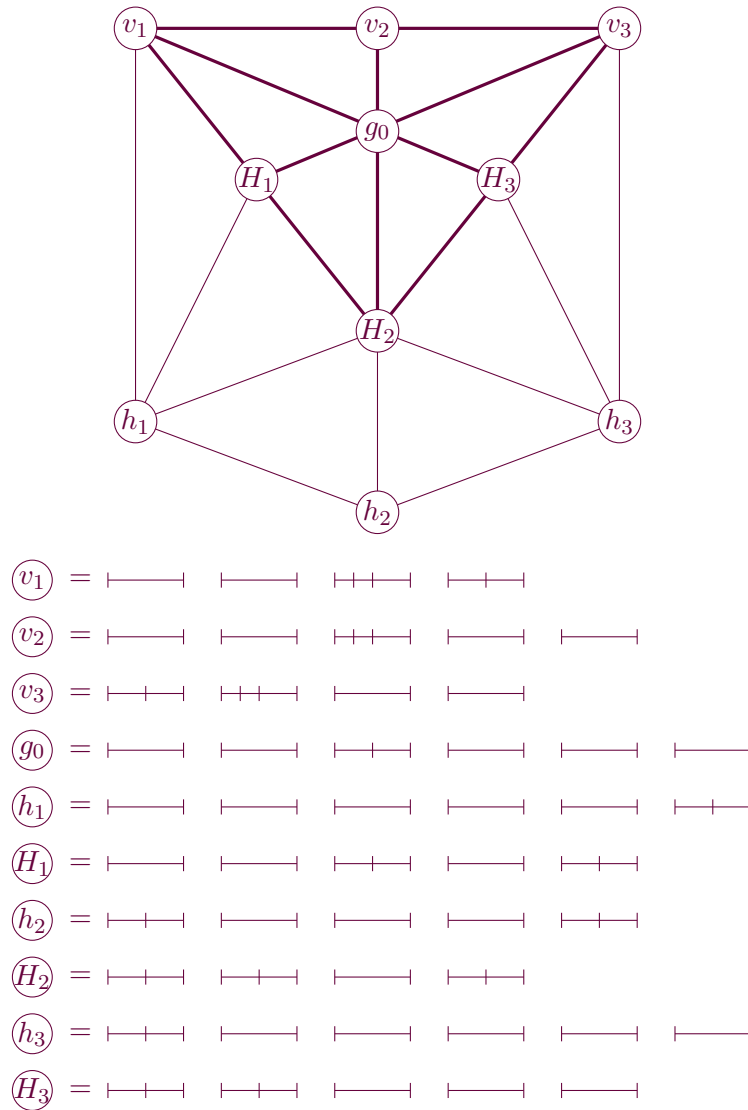 v₁ v₂ v₃
g₀
H₁ H₃
H₂
h₁ h₃
h₂
v₁ =
v₂ =
v₃ =
g₀ =
h₁ =
H₁ =
h₂ =
H₂ =
h₃ =
H₃ =